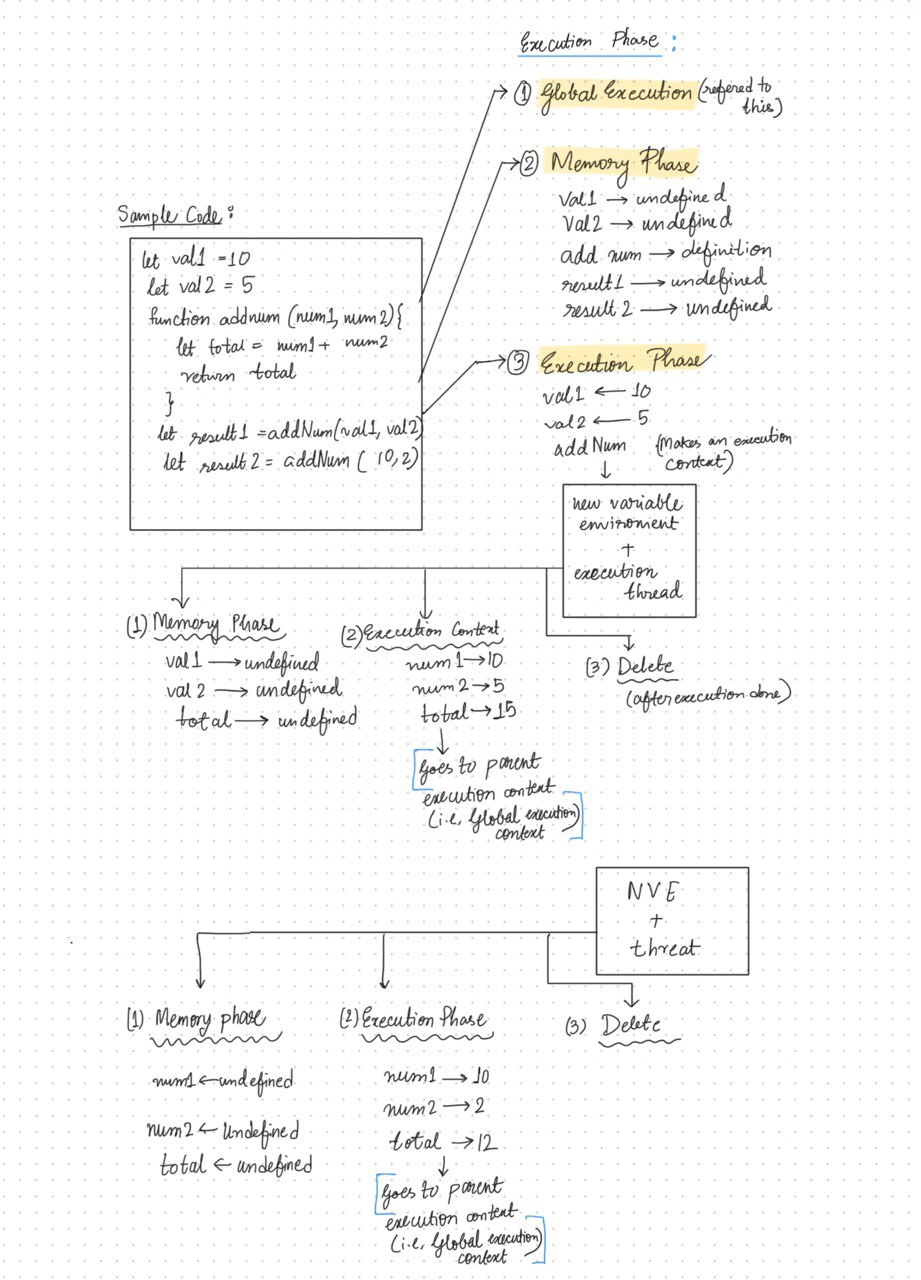 Execution Phase :
① Global Execution (refered to
this)
② Memory Phase
Val1 → undefined
Val2 → undefined
add num → definition
result1 → undefined
result 2 → undefined
③ Execution Phase
val1 ← 10
val2 ← 5
addNum (Makes an execution
context)
↓
new variable
enviroment
+
execution
thread
Sample Code :
let val1 = 10
let val2 = 5
function addnum (num1, num2) {
let total = num1 + num2
return total
}
let result1 = addNum(val1, val2)
let result2 = addNum ( 10, 2)
(1) Memory Phase
val1 → undefined
val 2 → undefined
total → undefined
(2) Execution Context
num1 → 10
num2 → 5
total → 15
↓
[Goes to parent
execution context
(i.e, Global execution)
context]
(3) Delete
(after execution done)
NVE
+
threat
(1) Memory phase
num1 ← undefined
num2 ← Undefined
total ← undefined
(2) Execution Phase
num1 → 10
num2 → 2
total → 12
↓
[Goes to parent
execution context
(i.e, Global execution)
context]
(3) Delete